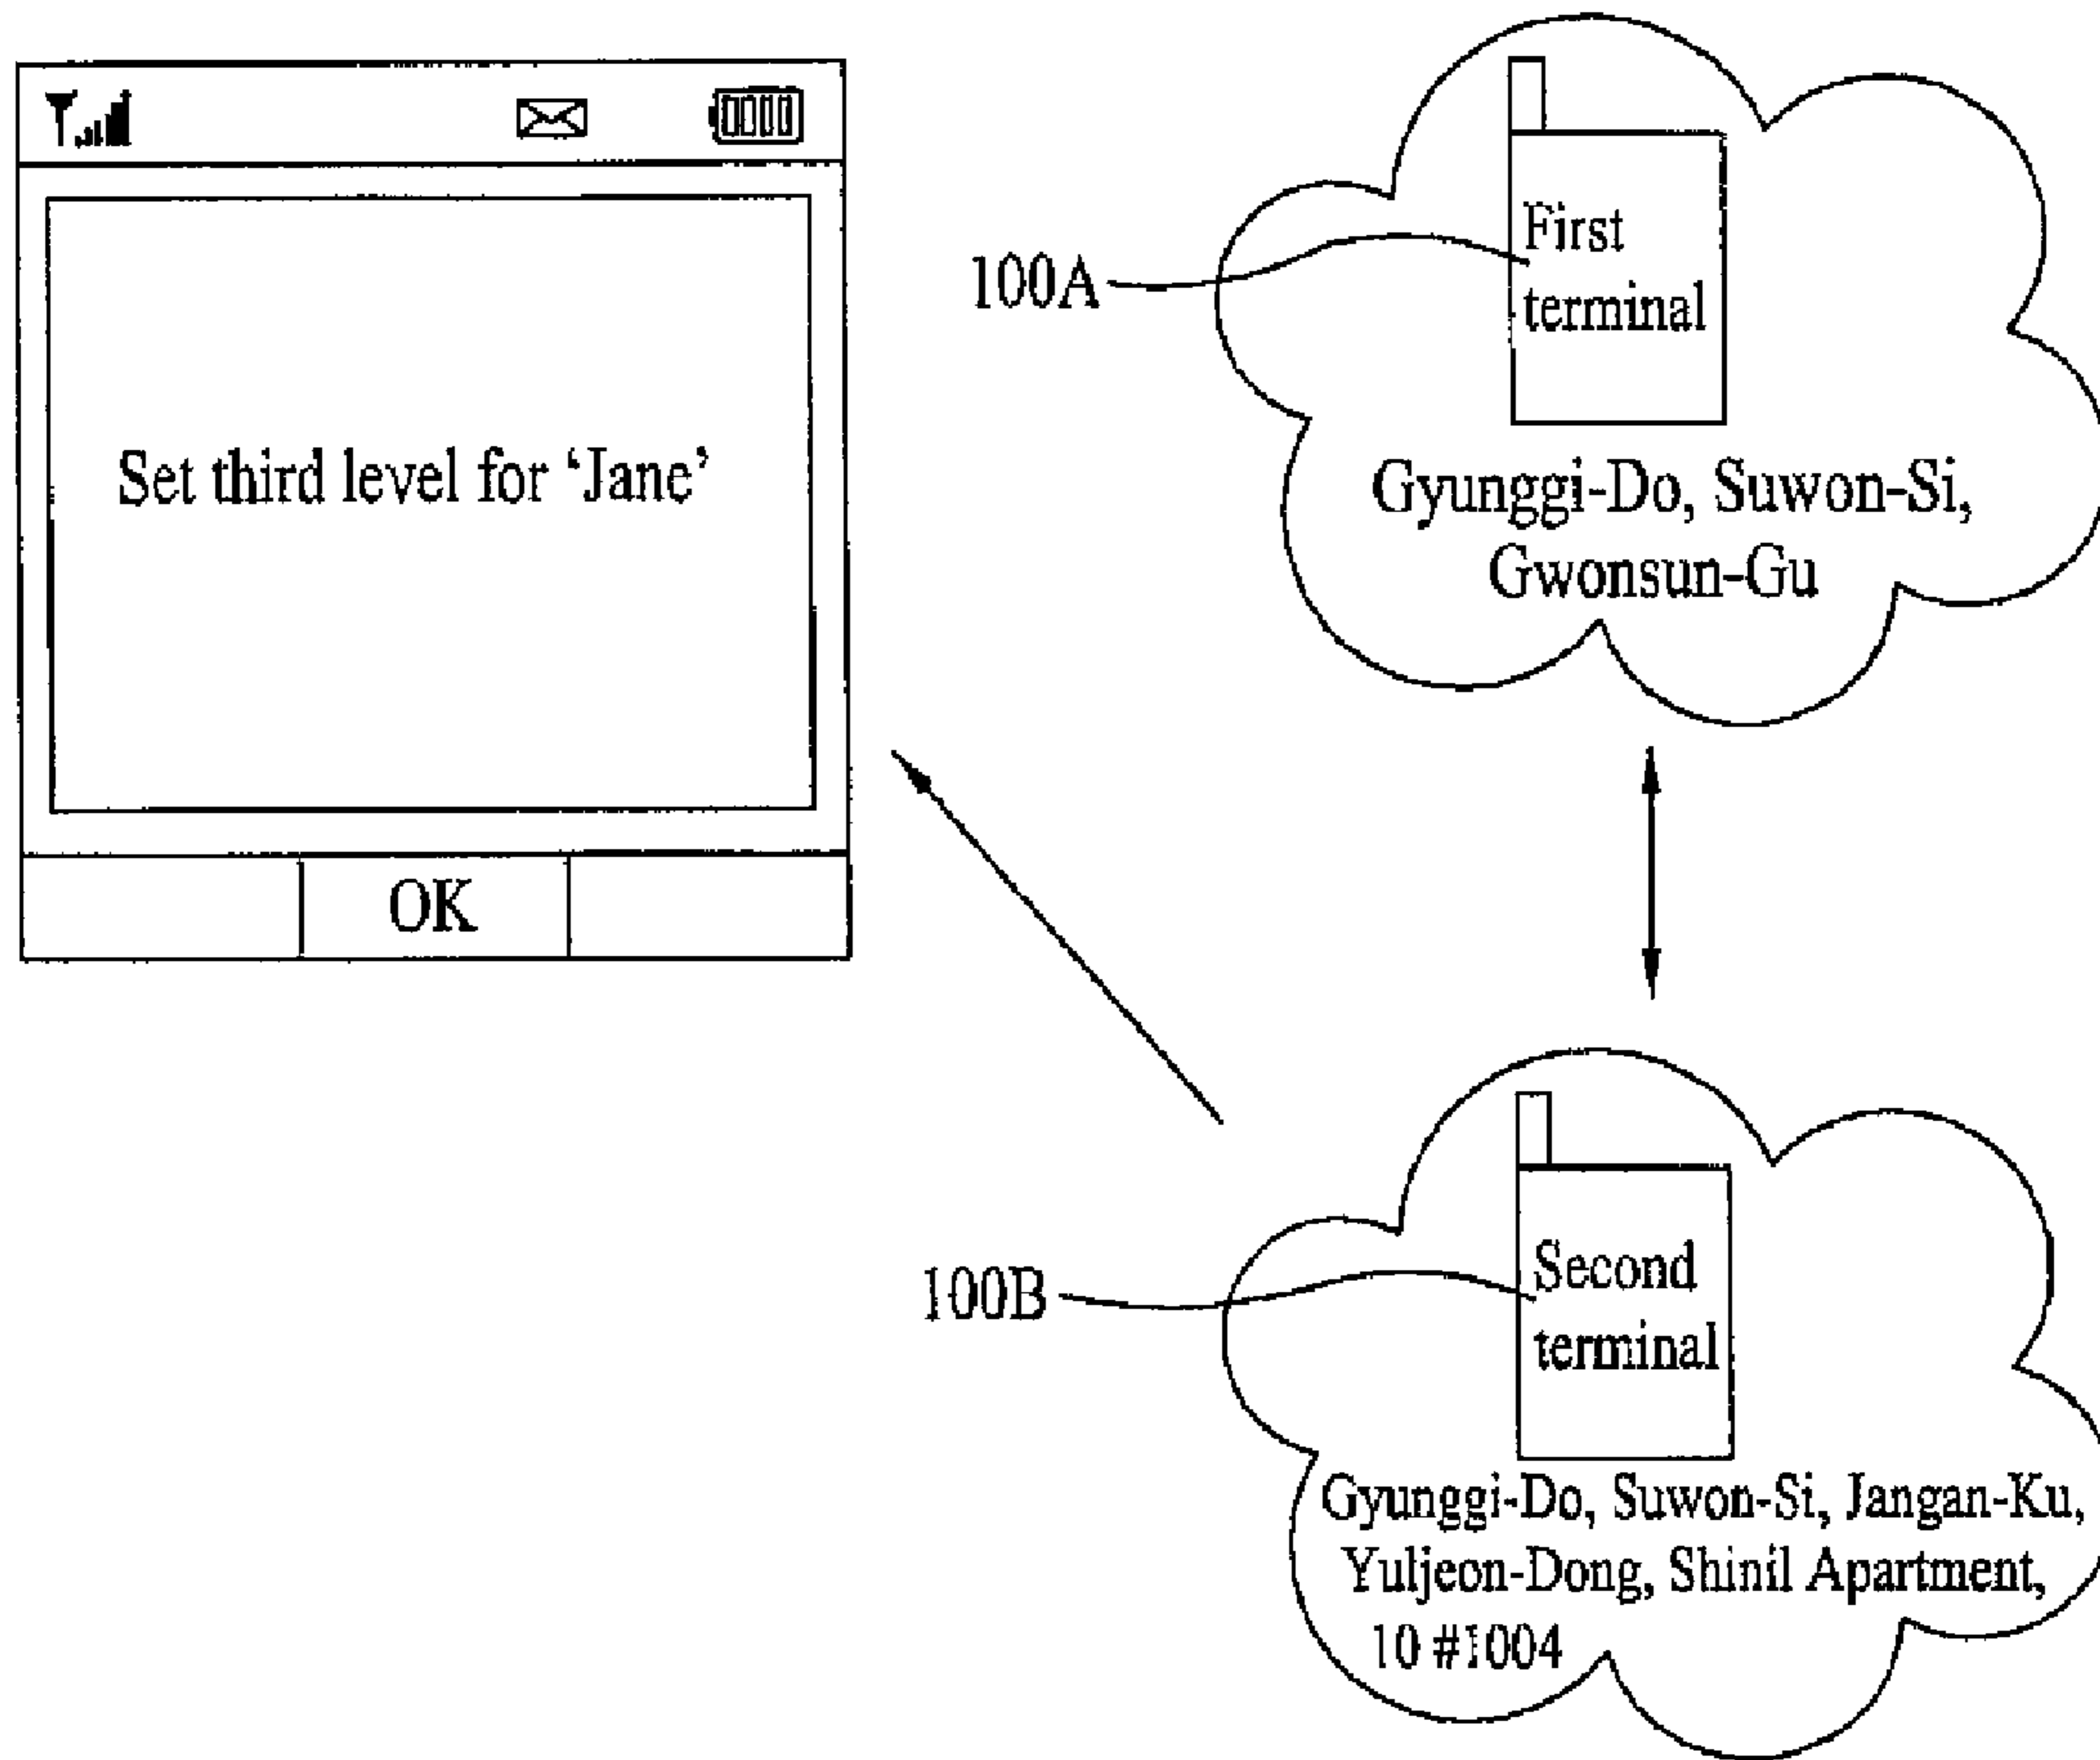 Set third level for ‘Jane’
OK
100A
First
terminal
Gyunggi-Do, Suwon-Si,
Gwonsun-Gu
100B
Second
terminal
Gyunggi-Do, Suwon-Si, Jangan-Ku,
Yuljeon-Dong, Shinil Apartment,
10 #1004